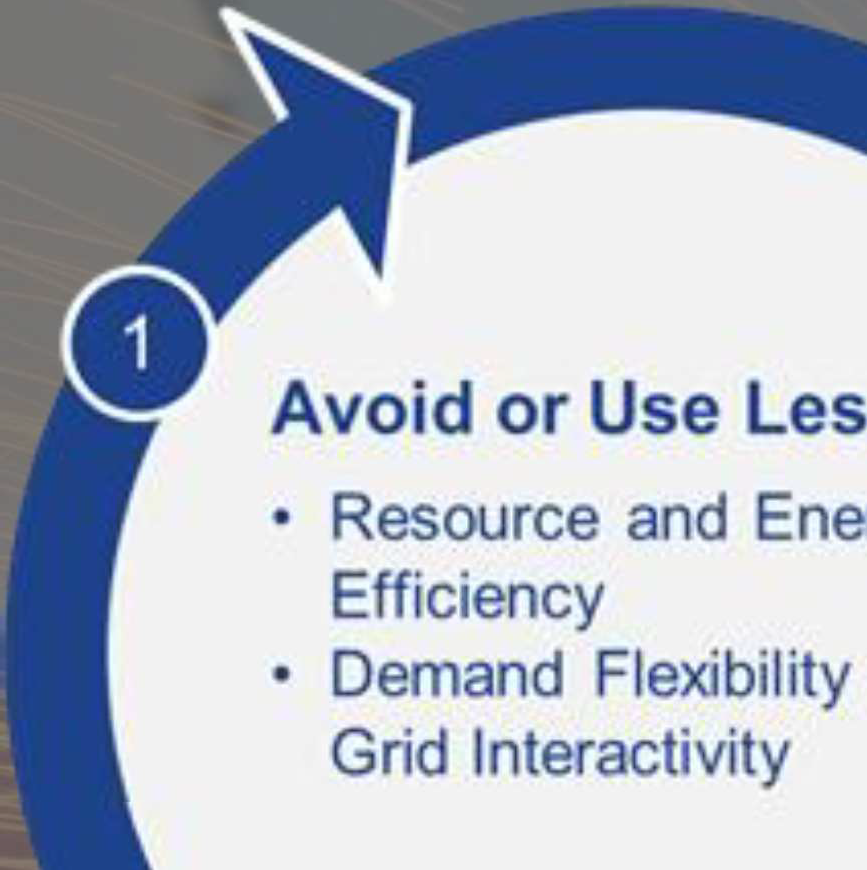 1
Avoid or Use Les
• Resource and Ene
Efficiency
• Demand Flexibility
Grid Interactivity